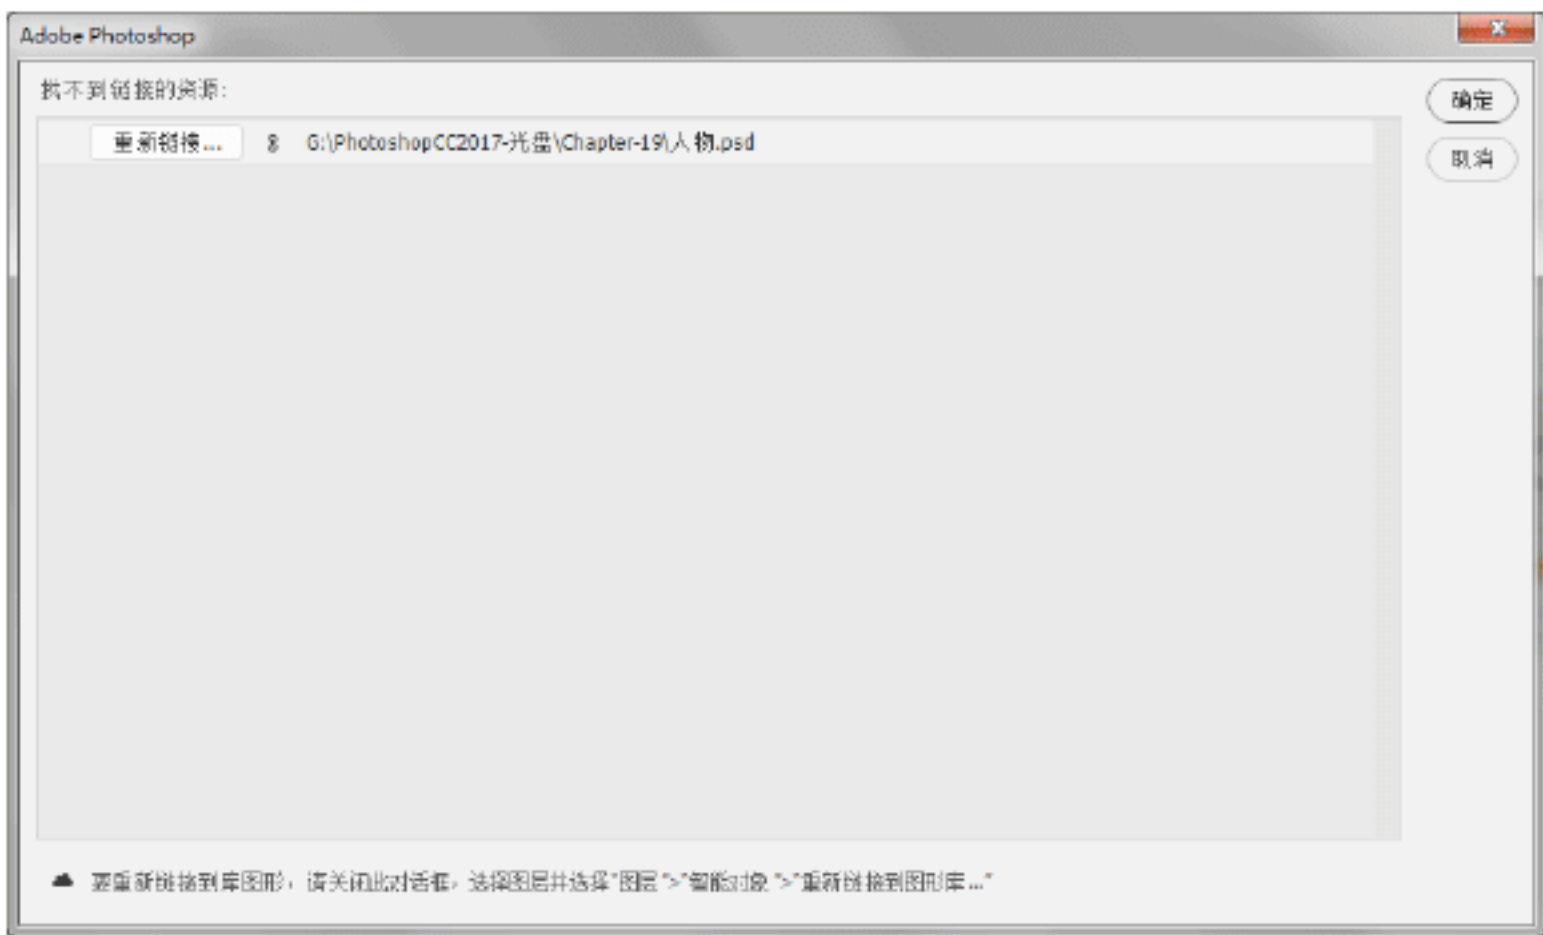 Adobe Photoshop
找不到链接的资源:
确定
重新链接... G:\PhotoshopCC2017-光盘\Chapter-19\人物.psd
取消
要重新链接到库图形，请关闭此对话框，选择图层并选择"图层">"智能对象">"重新链接到图形库..."